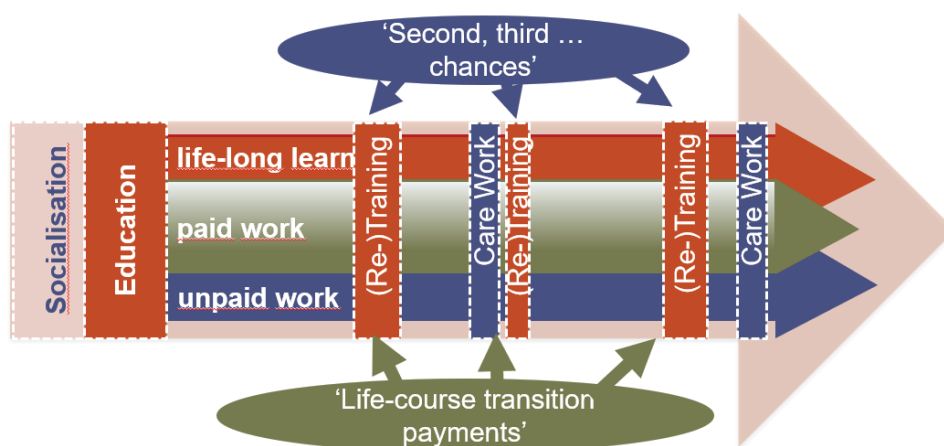 ‘Second, third …
chances’
Socialisation
Education
life-long learn
paid work
unpaid work
(Re-)Training
Care Work
(Re-)Training
(Re-)Training
Care Work
‘Life-course transition
payments’